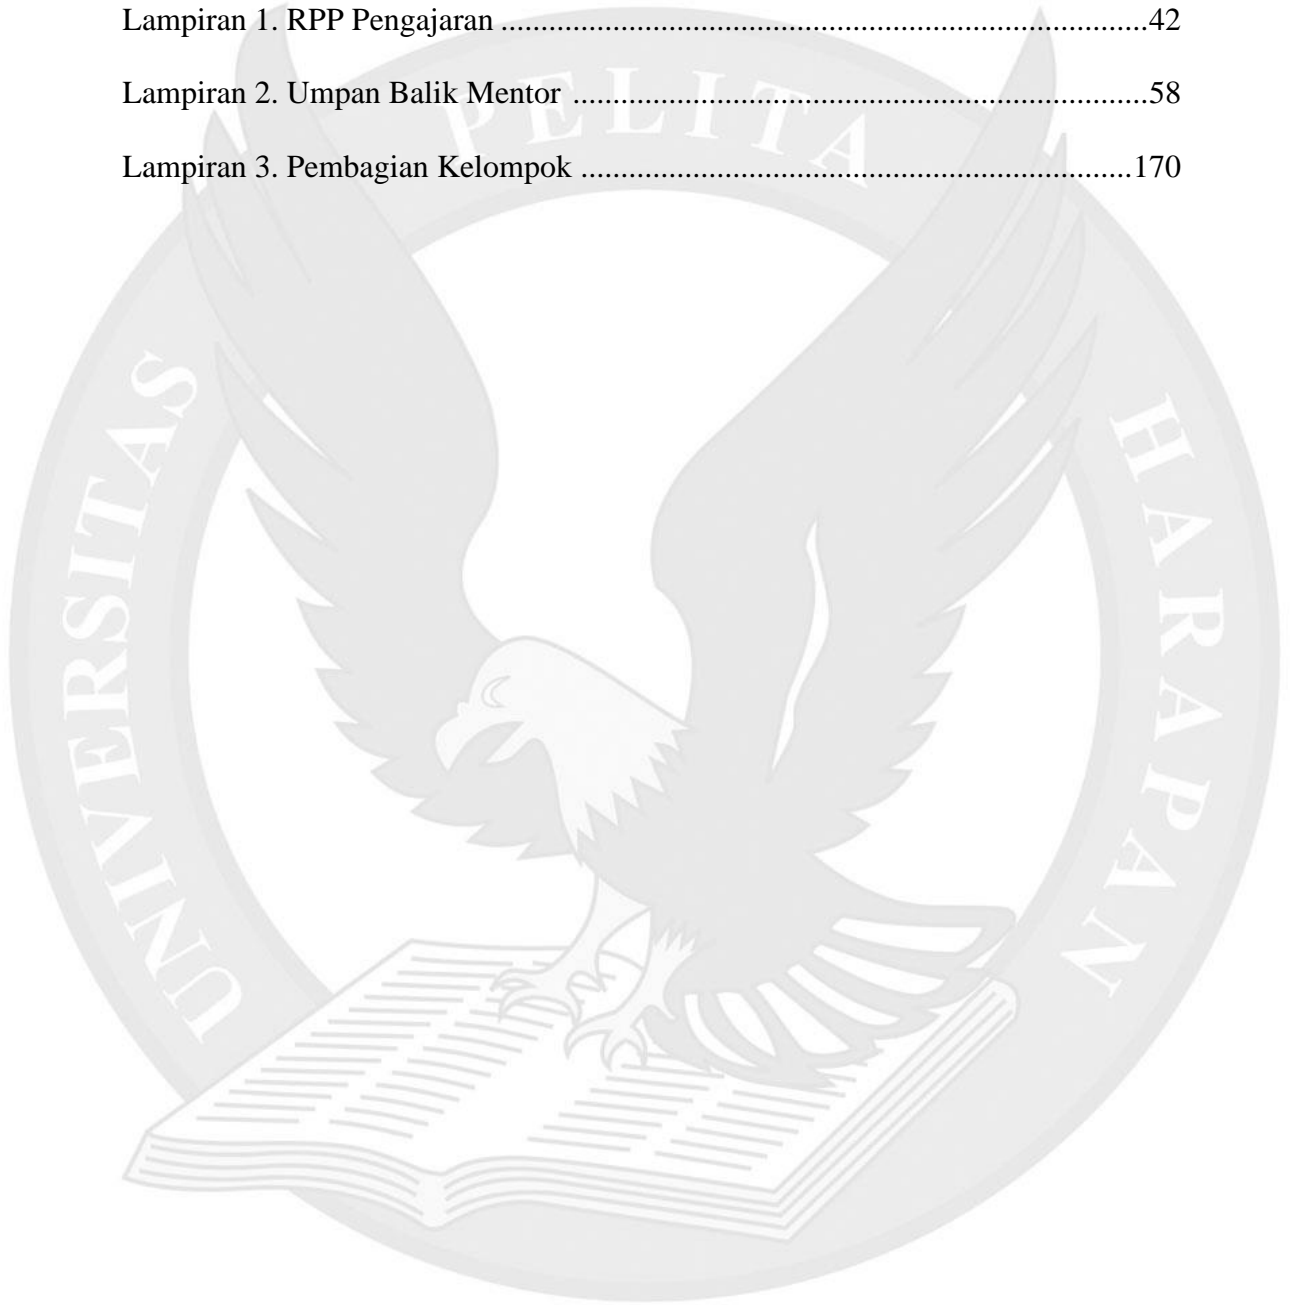 Lampiran 1. RPP Pengajaran ....................................................................................42
Lampiran 2. Umpan Balik Mentor ..........................................................................58
Lampiran 3. Pembagian Kelompok .......................................................................170
UNIVERSITAS PELITA HARAPAN